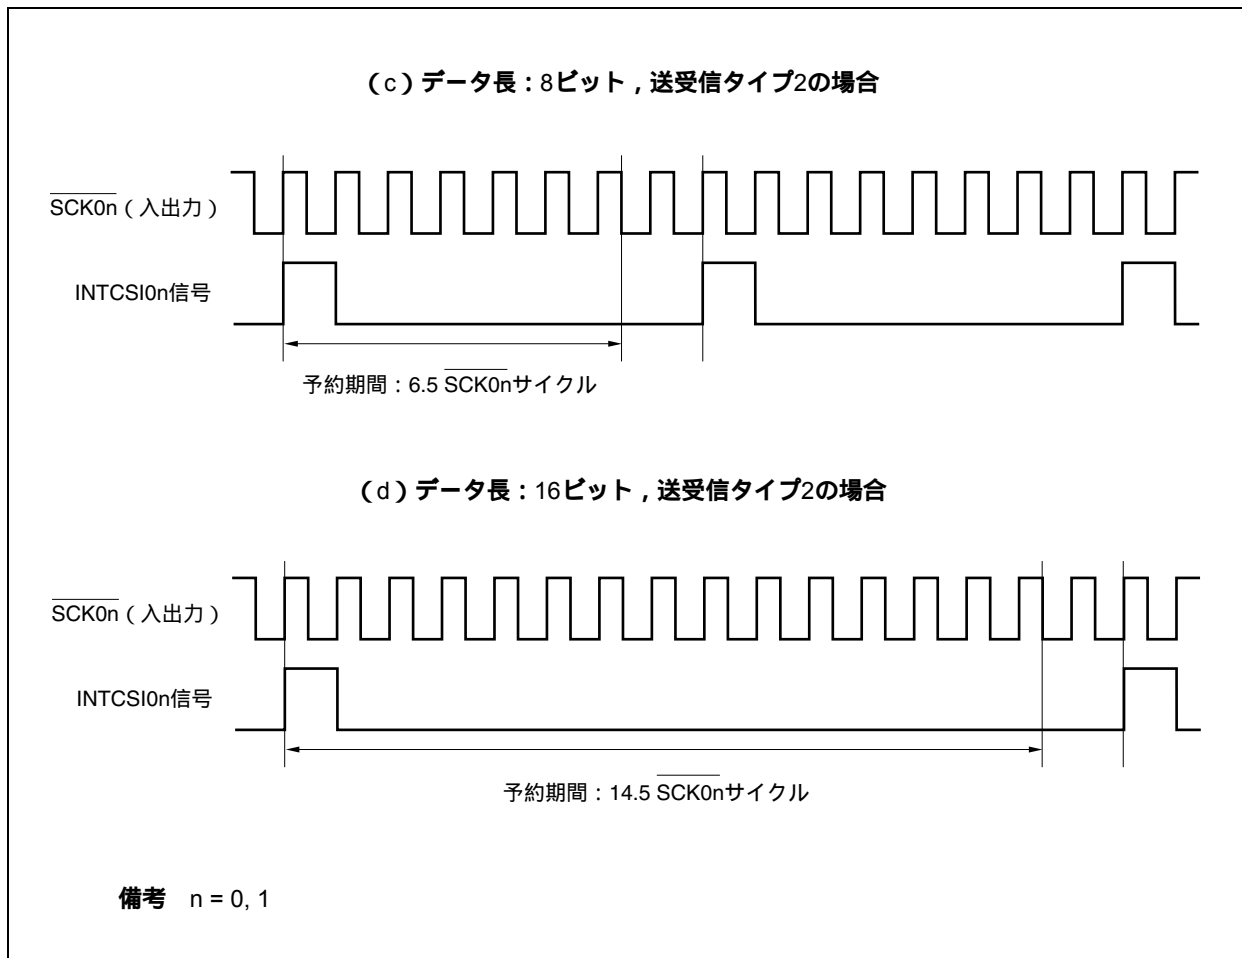 （c）データ長：8ビット，送受信タイプ2の場合
SCK0n（入出力）
INTCSI0n信号
予約期間：6.5 SCK0nサイクル
（d）データ長：16ビット，送受信タイプ2の場合
SCK0n（入出力）
INTCSI0n信号
予約期間：14.5 SCK0nサイクル
備考　n = 0, 1